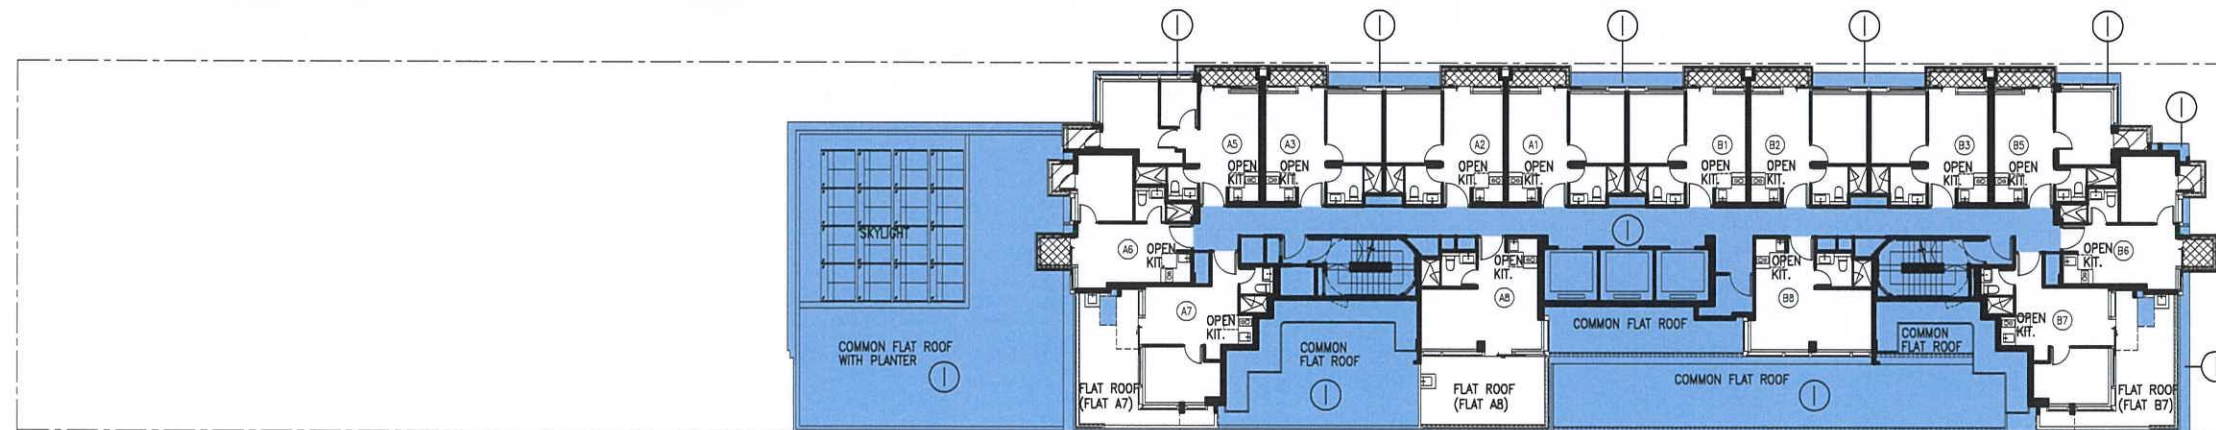 A5
OPEN
KIT.
A3
OPEN
KIT.
A2
OPEN
KIT.
A1
OPEN
KIT.
B1
OPEN
KIT.
B2
OPEN
KIT.
B3
OPEN
KIT.
B5
OPEN
KIT.
SKYLIGHT
A6
OPEN
KIT.
A7
OPEN
KIT.
A8
OPEN
KIT.
B8
OPEN
KIT.
B6
OPEN
KIT.
B7
OPEN
KIT.
COMMON FLAT ROOF
WITH PLANTER
I
FLAT ROOF
(FLAT A7)
COMMON
FLAT ROOF
I
FLAT ROOF
(FLAT A8)
COMMON FLAT ROOF
COMMON FLAT ROOF
I
COMMON
FLAT ROOF
FLAT ROOF
(FLAT B7)
I
I
I
I
I
I
I
I